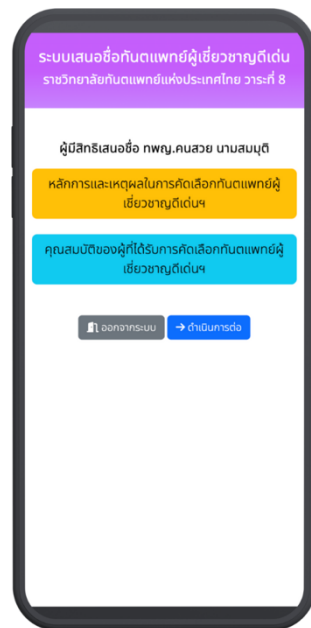 ระบบเสนอชื่อทันตแพทย์ผู้เชี่ยวชาญดีเด่น
ราชวิทยาลัยทันตแพทย์แห่งประเทศไทย วาระที่ 8
ผู้มีสิทธิเสนอชื่อ ทพญ.คนสวย นามสมมุติ
หลักการและเหตุผลในการคัดเลือกทันตแพทย์ผู้
เชี่ยวชาญดีเด่นฯ
คุณสมบัติของผู้ที่ได้รับการคัดเลือกทันตแพทย์ผู้
เชี่ยวชาญดีเด่นฯ
ออกจากระบบ → ดำเนินการต่อ